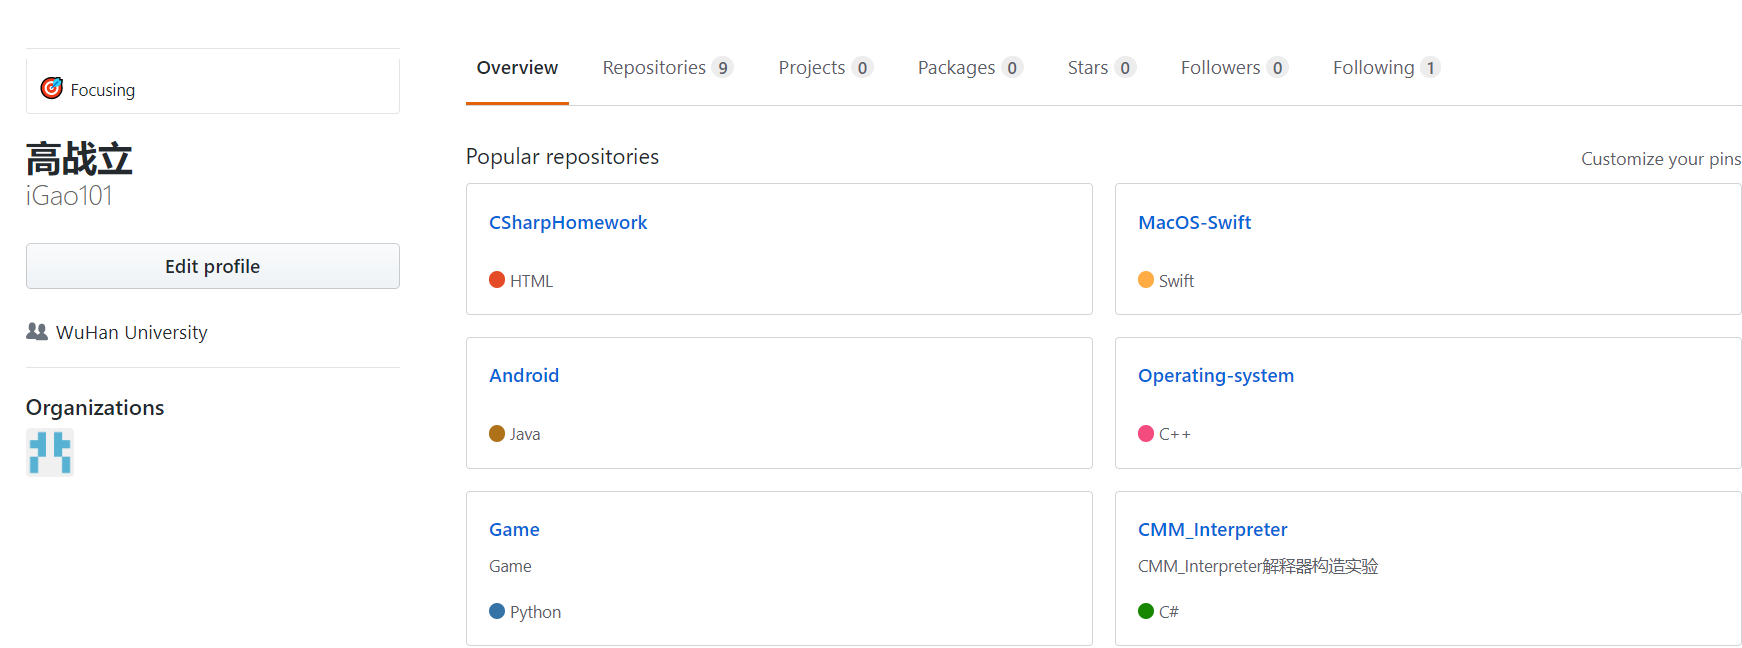 Focusing
高战立
iGao101
Edit profile
WuHan University
Organizations
Overview Repositories 9 Projects 0 Packages 0 Stars 0 Followers 0 Following 1
Popular repositories
Customize your pins
CSharpHomework
HTML
MacOS-Swift
Swift
Android
Java
Operating-system
C++
Game
Game
Python
CMM_Interpreter
CMM_Interpreter解释器构造实验
C#